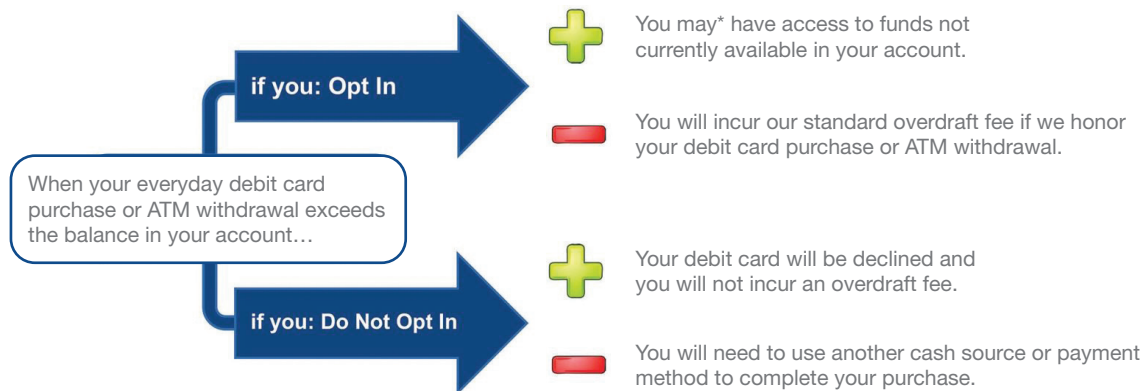 You may* have access to funds not
currently available in your account.
if you: Opt In
You will incur our standard overdraft fee if we honor
your debit card purchase or ATM withdrawal.
When your everyday debit card
purchase or ATM withdrawal exceeds
the balance in your account…
Your debit card will be declined and
you will not incur an overdraft fee.
if you: Do Not Opt In
You will need to use another cash source or payment
method to complete your purchase.